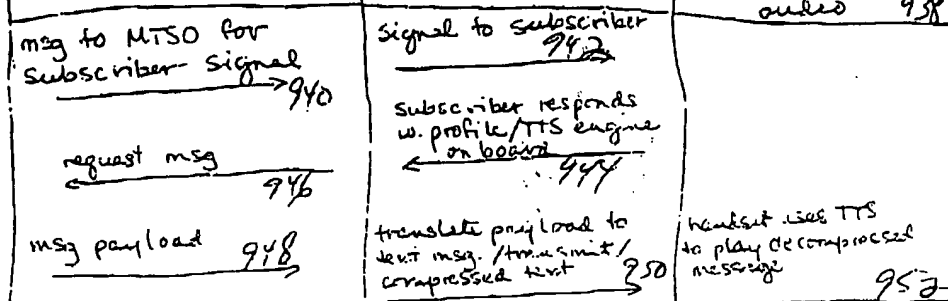 audio 938
msg to MTSO for
subscriber signal
940
signal to subscriber
942
subscriber responds
w. profile/TTS engine
on board
944
request msg
946
msg payload 948
translate payload to
text msg./transmit/
compressed text 950
handset uses TTS
to play decompressed
message
952